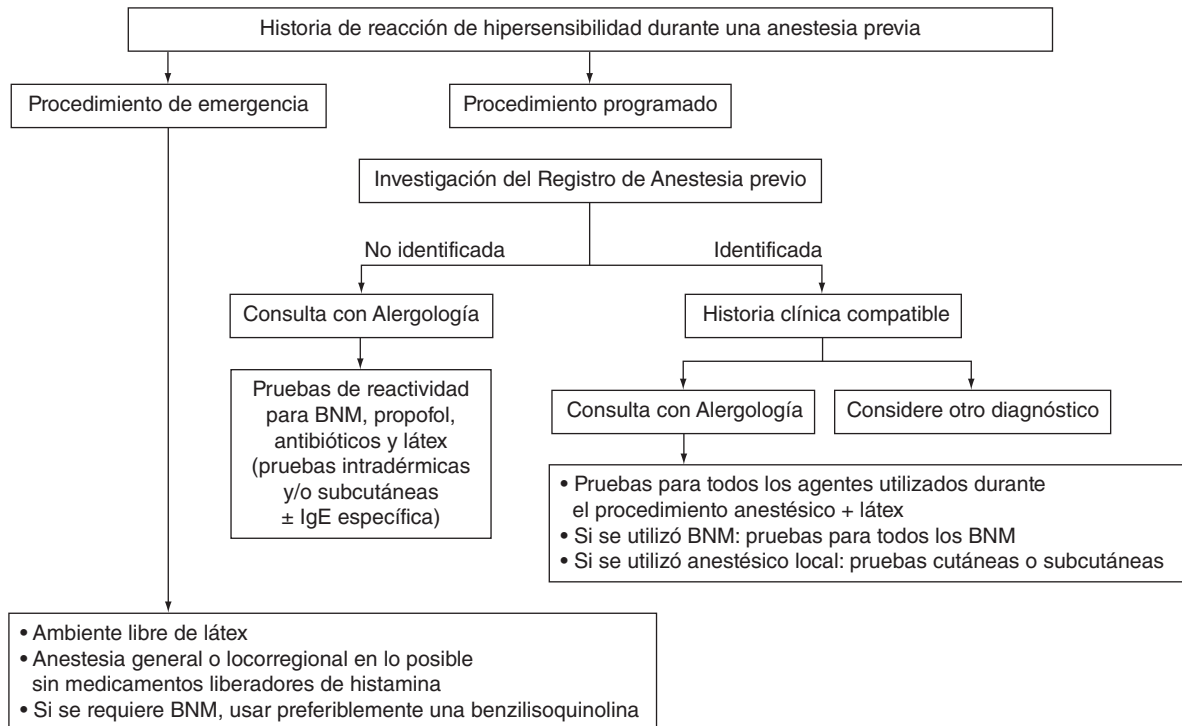 Historia de reacción de hipersensibilidad durante una anestesia previa
Procedimiento de emergencia
Procedimiento programado
Investigación del Registro de Anestesia previo
No identificada
Identificada
Consulta con Alergología
Historia clínica compatible
Pruebas de reactividad
para BNM, propofol,
antibióticos y látex
(pruebas intradérmicas
y/o subcutáneas
± IgE específica)
Consulta con Alergología
Considere otro diagnóstico
• Pruebas para todos los agentes utilizados durante
el procedimiento anestésico + látex
• Si se utilizó BNM: pruebas para todos los BNM
• Si se utilizó anestésico local: pruebas cutáneas o subcutáneas
• Ambiente libre de látex
• Anestesia general o locorregional en lo posible
sin medicamentos liberadores de histamina
• Si se requiere BNM, usar preferiblemente una benzilisoquinolina